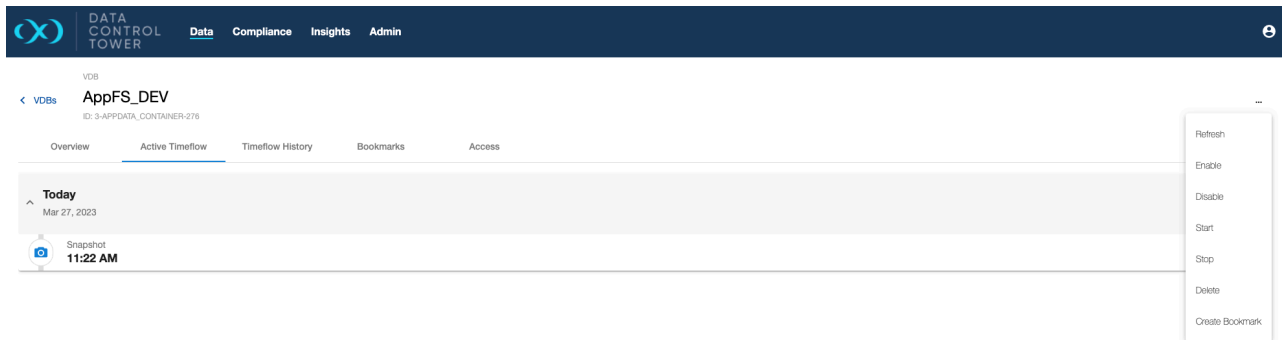 DATA
CONTROL
TOWER
Data Compliance Insights Admin
VDB
VDBs
AppFS_DEV
ID: 3-APPDATA_CONTAINER-276
...
Overview Active Timeflow Timeflow History Bookmarks Access
Today
Mar 27, 2023
Snapshot
11:22 AM
Refresh
Enable
Disable
Start
Stop
Delete
Create Bookmark